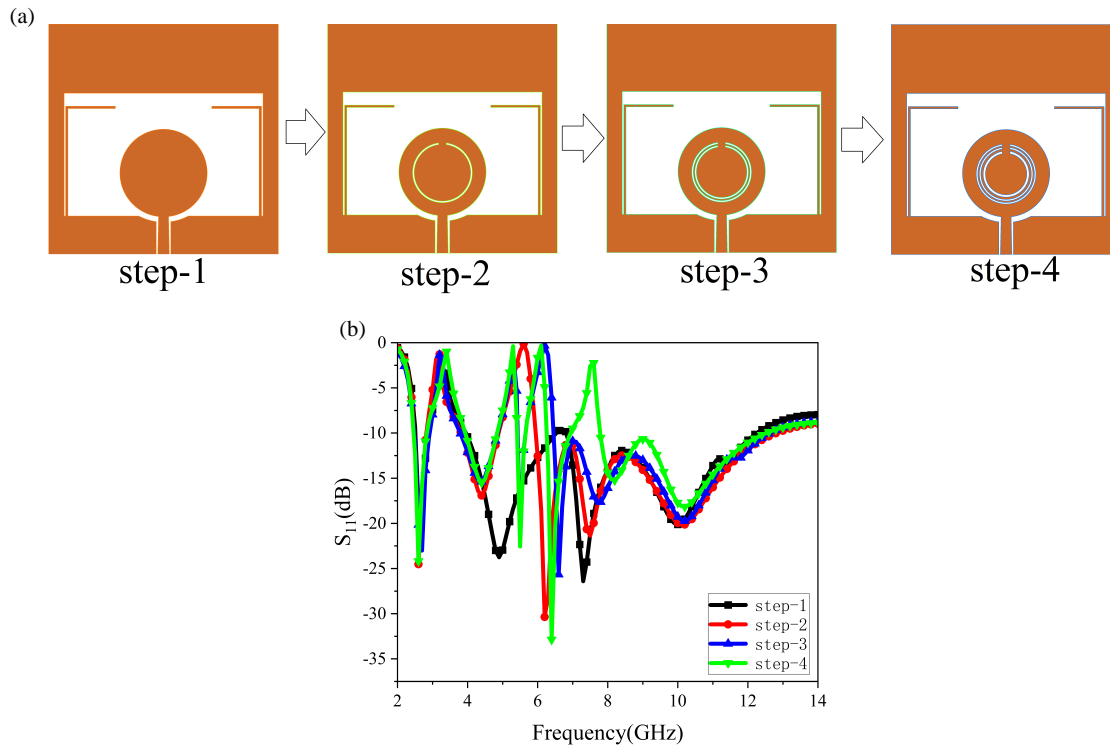 (a)
step-1 step-2 step-3 step-4
(b)
S11(dB)
0
-5
-10
-15
-20
-25
-30
-35
step-1
step-2
step-3
step-4
2 4 6 8 10 12 14
Frequency(GHz)